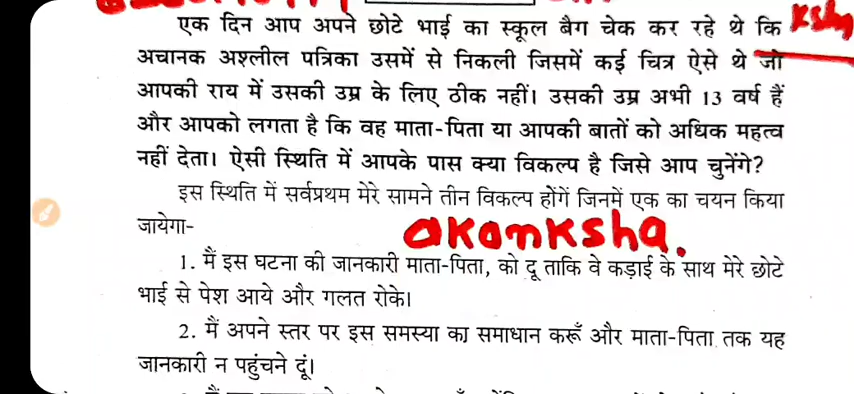 एक दिन आप अपने छोटे भाई का स्कूल बैग चेक कर रहे थे कि
अचानक अश्लील पत्रिका उसमें से निकली जिसमें कई चित्र ऐसे थे जो
आपकी राय में उसकी उम्र के लिए ठीक नहीं। उसकी उम्र अभी 13 वर्ष हैं
और आपको लगता है कि वह माता-पिता या आपकी बातों को अधिक महत्व
नहीं देता। ऐसी स्थिति में आपके पास क्या विकल्प है जिसे आप चुनेंगे?
इस स्थिति में सर्वप्रथम मेरे सामने तीन विकल्प होंगें जिनमें एक का चयन किया
जायेगा-
akanksha.
1. मैं इस घटना की जानकारी माता-पिता, को दू ताकि वे कड़ाई के साथ मेरे छोटे
भाई से पेश आये और गलत रोके।
2. मैं अपने स्तर पर इस समस्या का समाधान करूँ और माता-पिता तक यह
जानकारी न पहुंचने दूं।